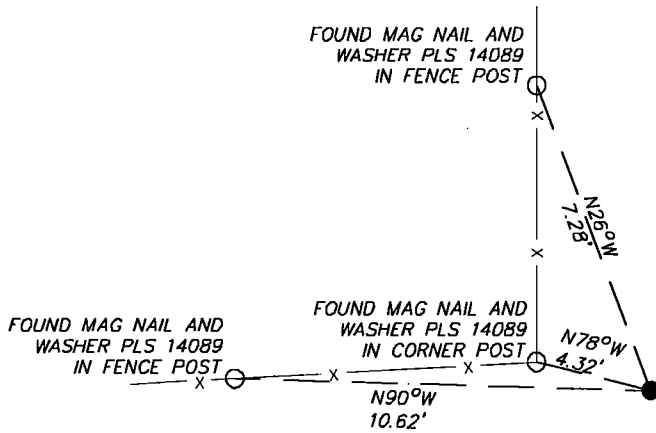 FOUND MAG NAIL AND
WASHER PLS 14089
IN FENCE POST
X
N26°W
7.28'
X
FOUND MAG NAIL AND
WASHER PLS 14089
IN CORNER POST
N78°W
4.32'
FOUND MAG NAIL AND
WASHER PLS 14089
IN FENCE POST
X
X
X
N90°W
10.62'